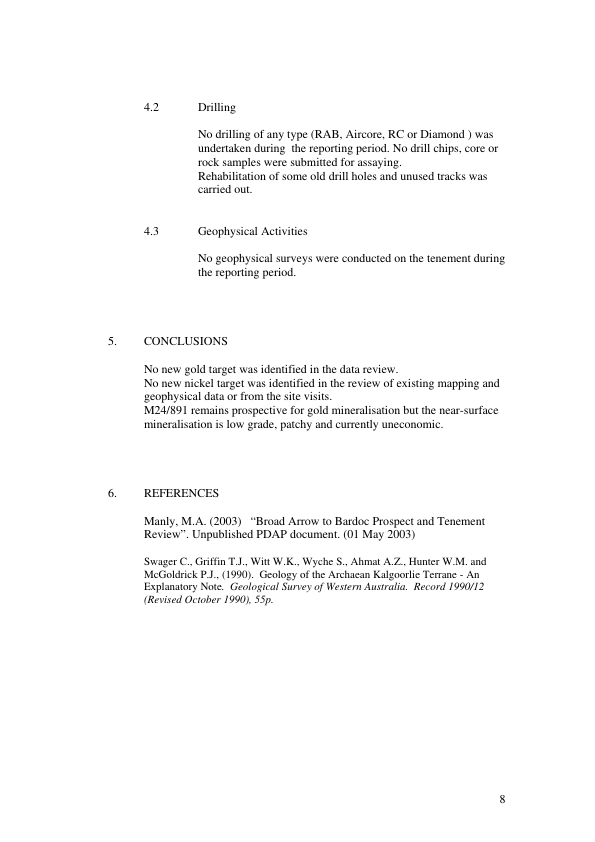 4.2 Drilling
No drilling of any type (RAB, Aircore, RC or Diamond ) was
undertaken during  the reporting period. No drill chips, core or
rock samples were submitted for assaying.
Rehabilitation of some old drill holes and unused tracks was
carried out.
4.3 Geophysical Activities
No geophysical surveys were conducted on the tenement during
the reporting period.
5. CONCLUSIONS
No new gold target was identified in the data review.
No new nickel target was identified in the review of existing mapping and
geophysical data or from the site visits.
M24/891 remains prospective for gold mineralisation but the near-surface
mineralisation is low grade, patchy and currently uneconomic.
6. REFERENCES
Manly, M.A. (2003)   “Broad Arrow to Bardoc Prospect and Tenement
Review”. Unpublished PDAP document. (01 May 2003)
Swager C., Griffin T.J., Witt W.K., Wyche S., Ahmat A.Z., Hunter W.M. and
McGoldrick P.J., (1990).  Geology of the Archaean Kalgoorlie Terrane - An
Explanatory Note.  Geological Survey of Western Australia.  Record 1990/12
(Revised October 1990), 55p.
8